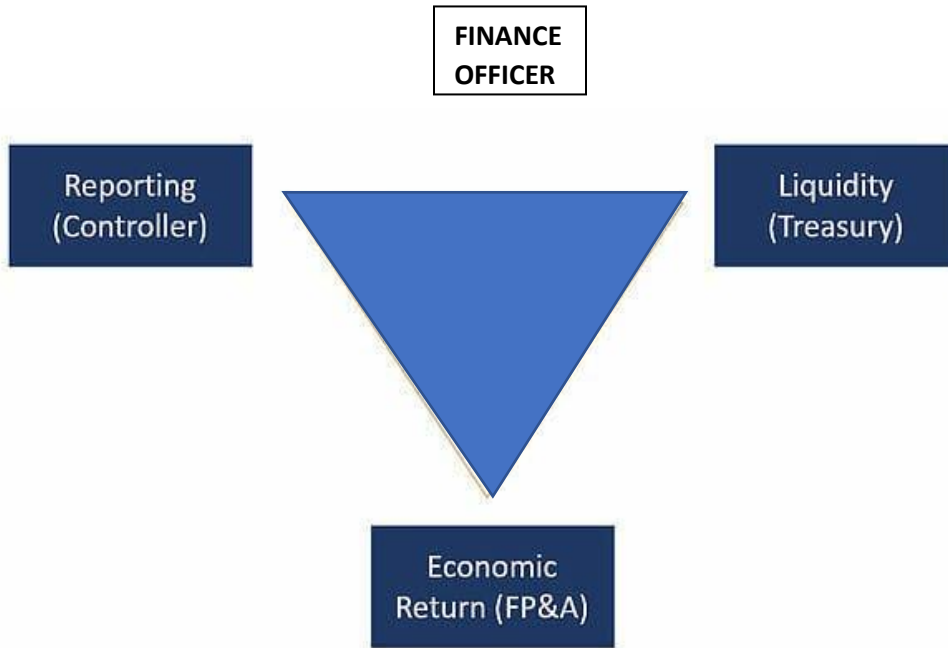 FINANCE
OFFICER
Reporting
(Controller)
Liquidity
(Treasury)
Economic
Return (FP&A)